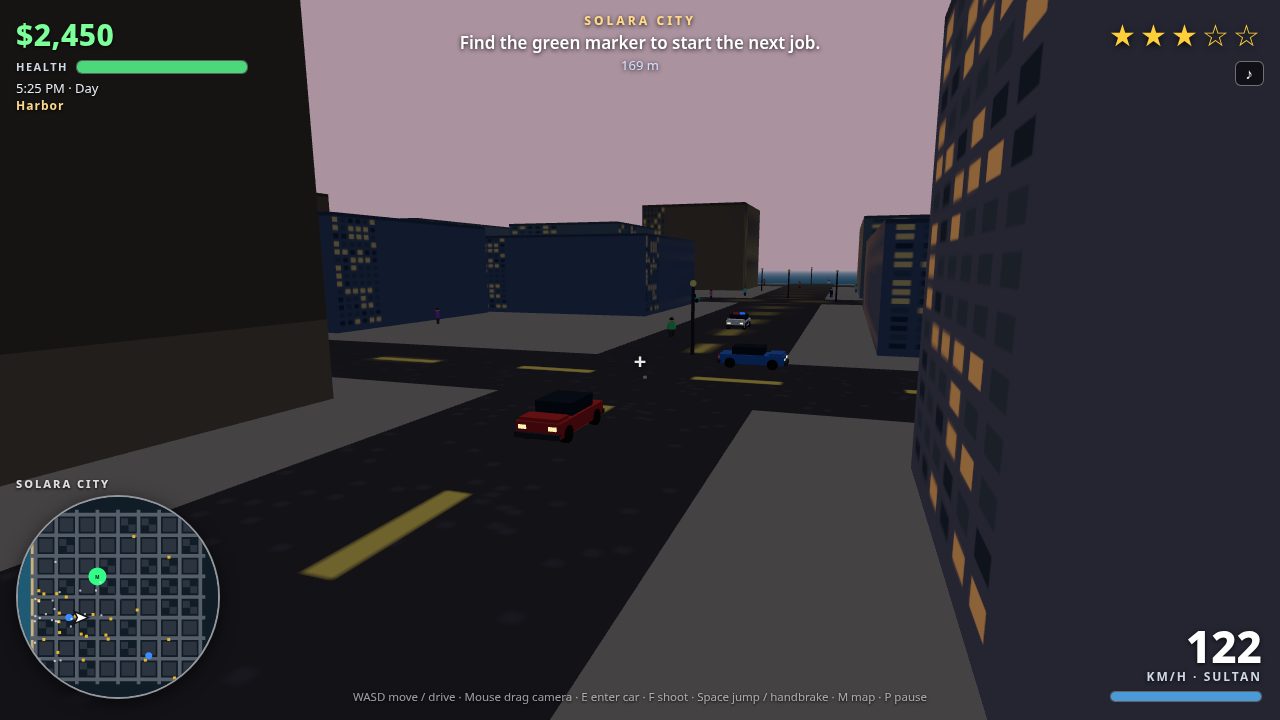 $2,450
HEALTH
5:25 PM · Day
Harbor
SOLARA CITY
Find the green marker to start the next job.
169 m
★ ★ ★ ☆ ☆
♪
SOLARA CITY
M
122
KM/H · SULTAN
WASD move / drive · Mouse drag camera · E enter car · F shoot · Space jump / handbrake · M map · P pause